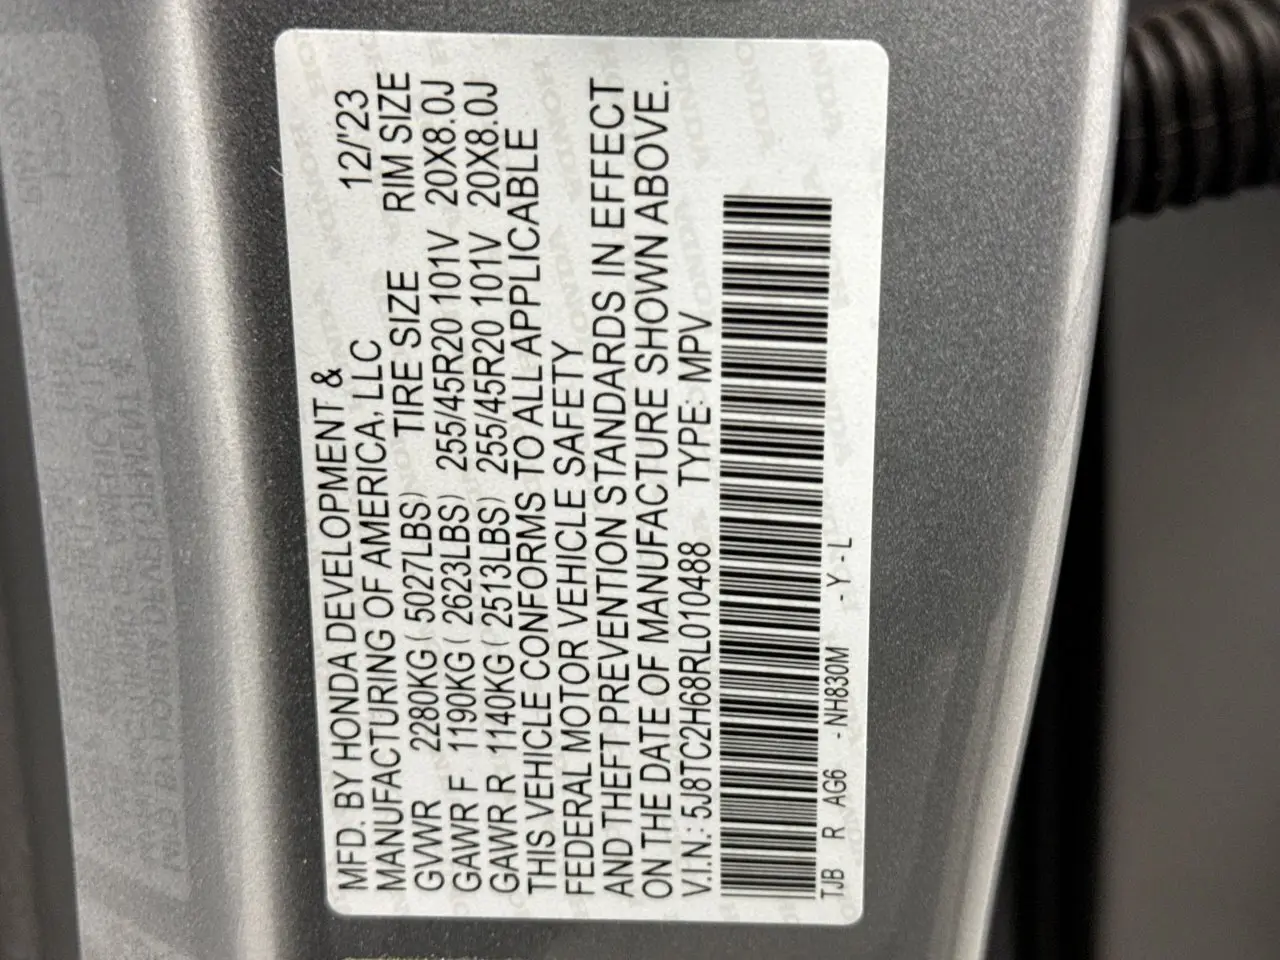 MFD. BY HONDA DEVELOPMENT &
MANUFACTURING OF AMERICA, LLC 12/'23
GVWR 2280KG ( 5027LBS) TIRE SIZE RIM SIZE
GAWR F 1190KG ( 2623LBS) 255/45R20 101V 20X8.0J
GAWR R 1140KG ( 2513LBS) 255/45R20 101V 20X8.0J
THIS VEHICLE CONFORMS TO ALL APPLICABLE
FEDERAL MOTOR VEHICLE SAFETY
AND THEFT PREVENTION STANDARDS IN EFFECT
ON THE DATE OF MANUFACTURE SHOWN ABOVE.
V.I.N.: 5J8TC2H68RL010488 TYPE: MPV
TJB R AG6 -NH830M -Y-L